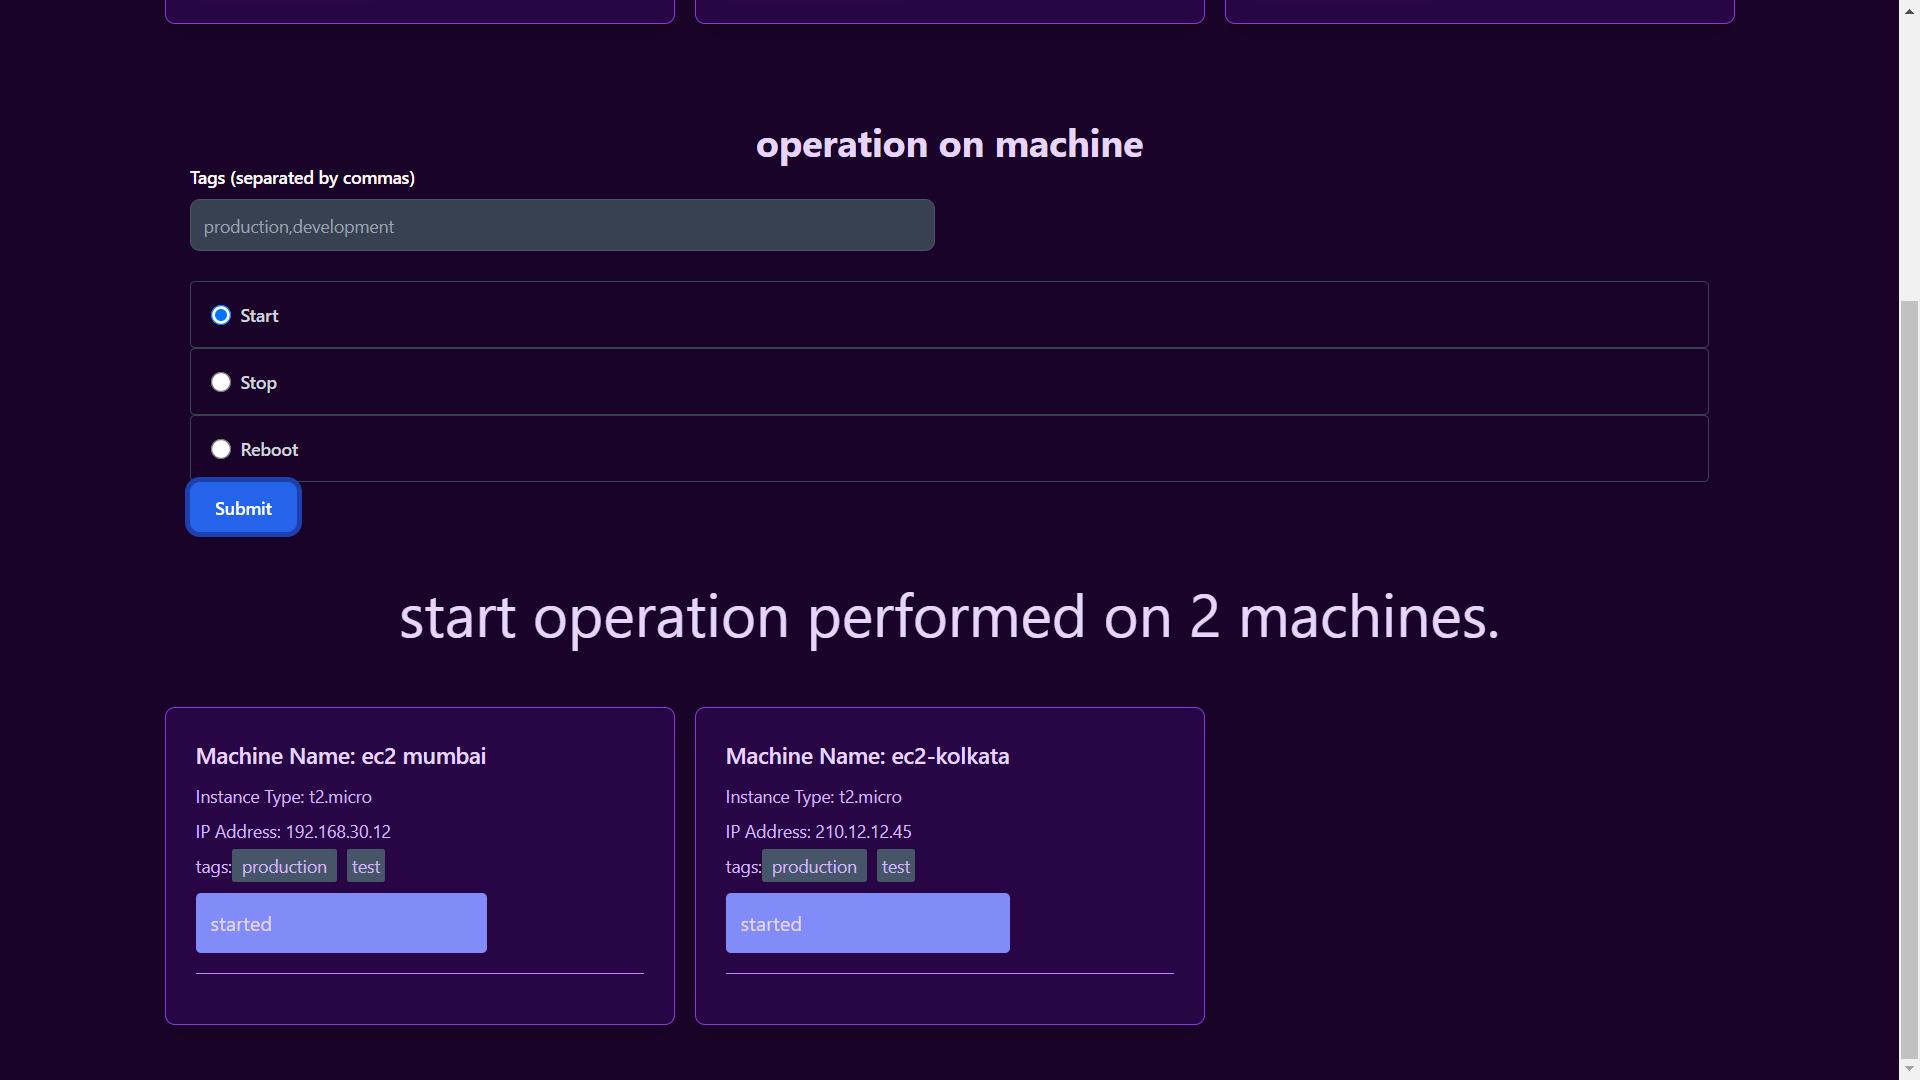 operation on machine
Tags (separated by commas)
production,development
Start
Stop
Reboot
Submit
start operation performed on 2 machines.
Machine Name: ec2 mumbai
Instance Type: t2.micro
IP Address: 192.168.30.12
tags: production test
started
Machine Name: ec2-kolkata
Instance Type: t2.micro
IP Address: 210.12.12.45
tags: production test
started